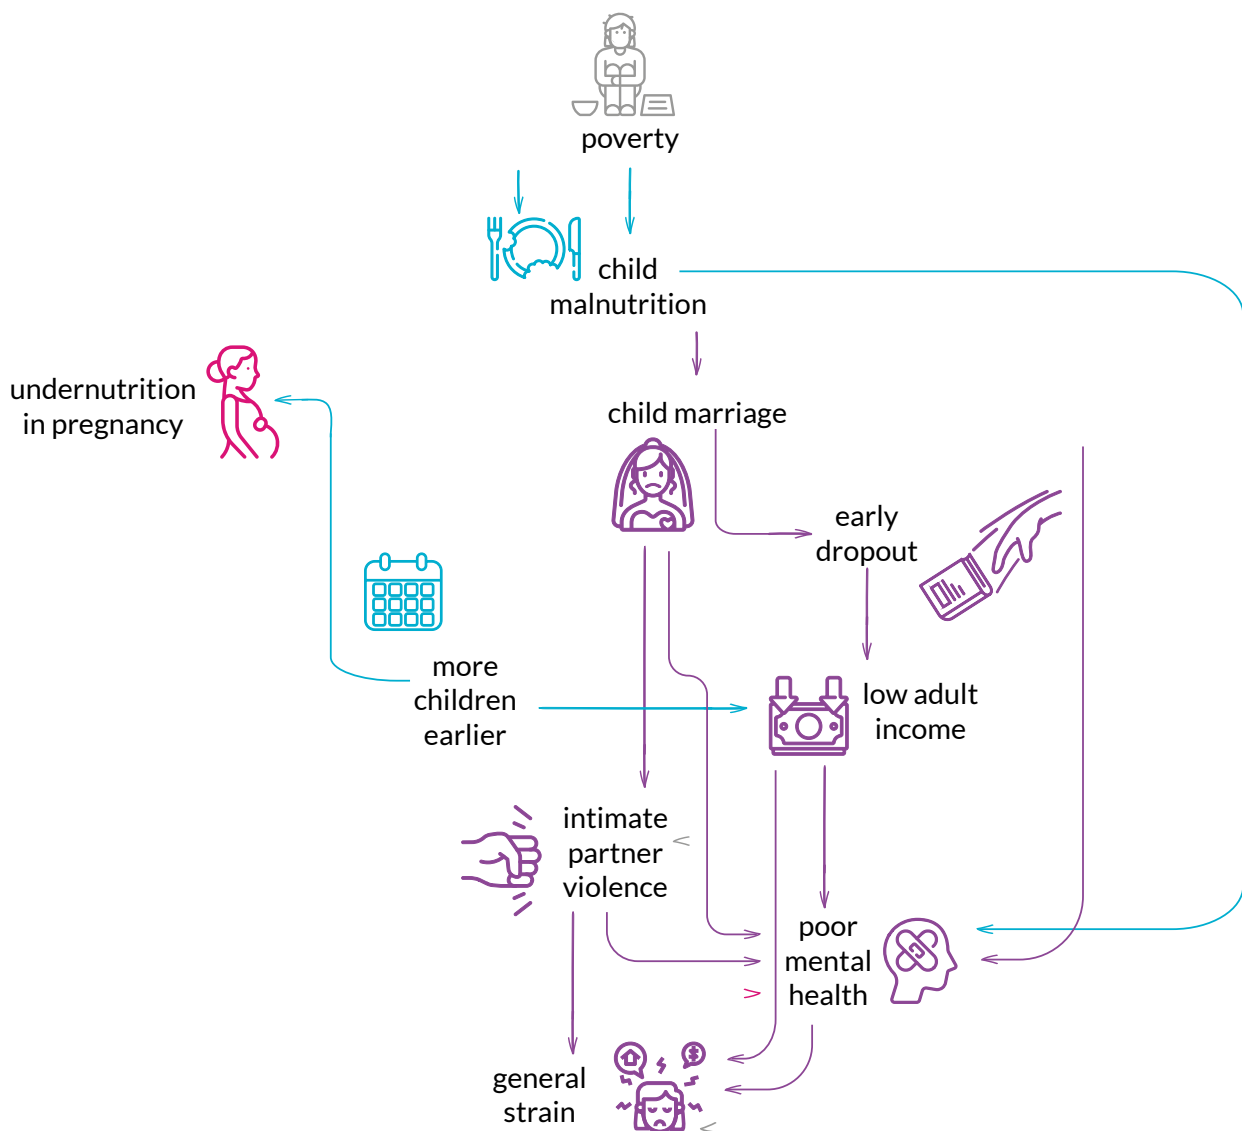 poverty
child
malnutrition
undernutrition
in pregnancy
child marriage
early
dropout
more
children
earlier
low adult
income
intimate
partner
violence
poor
mental
health
general
strain
$